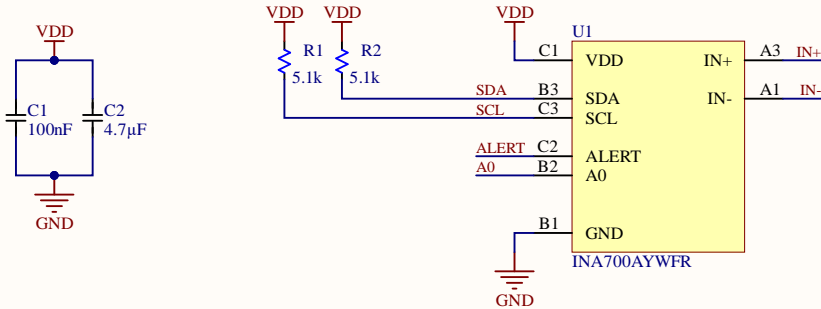 VDD
C1
100nF
C2
4.7µF
GND
VDD
VDD
R1
5.1k
R2
5.1k
SDA
SCL
ALERT
A0
VDD
U1
C1
VDD
IN+
A3
IN+
B3
SDA
IN-
A1
IN-
C3
SCL
C2
ALERT
B2
A0
B1
GND
INA700AYWFR
GND